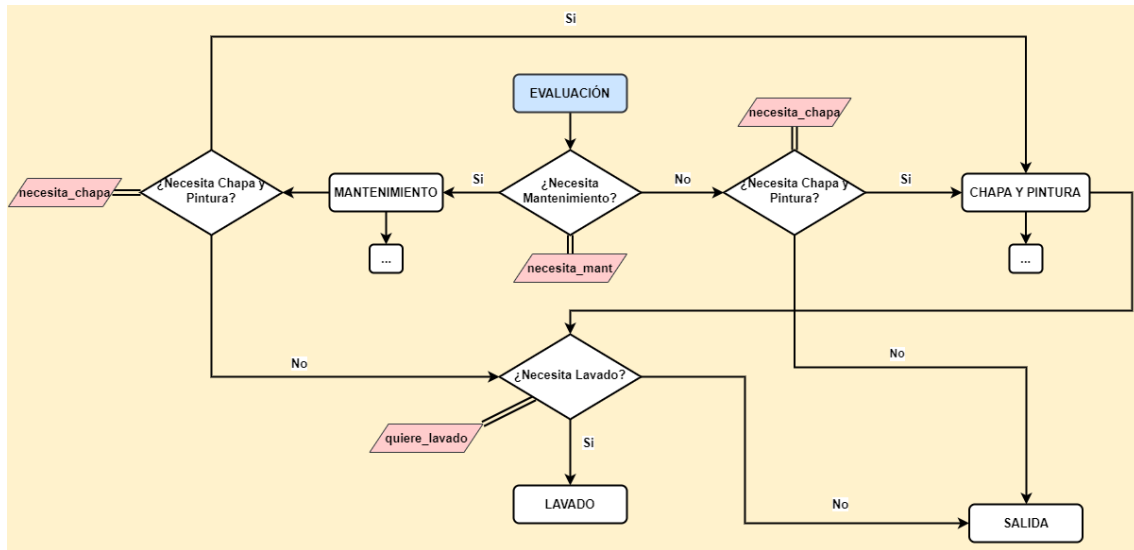 Si
EVALUACIÓN
necesita_chapa
necesita_chapa
¿Necesita Chapa y
Pintura?
MANTENIMIENTO
Si
¿Necesita
Mantenimiento?
No
¿Necesita Chapa y
Pintura?
Si
CHAPA Y PINTURA
...
necesita_mant
...
No
¿Necesita Lavado?
No
quiere_lavado
Si
LAVADO
No
SALIDA